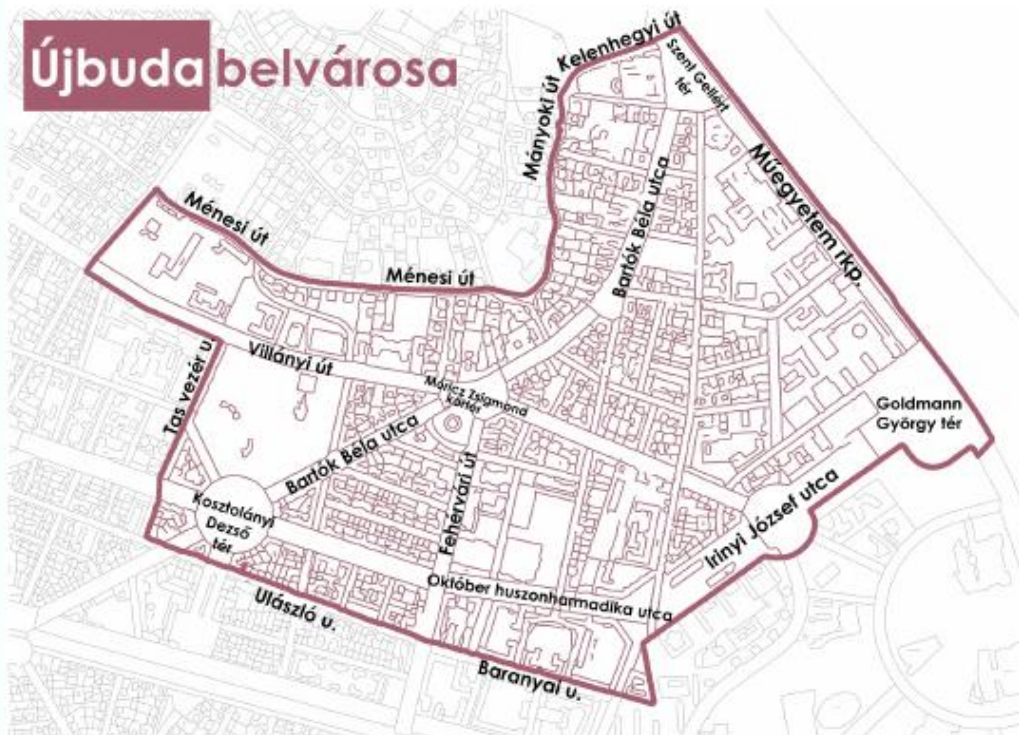 Újbuda belvárosa
Kelenhegyi út
Szent Gellért
tér
Mányoki út
Műegyetem rkp.
Bartók Béla utca
Ménesi út
Ménesi út
Villányi út
Tas vezér u.
Móricz Zsigmond
körtér
Goldmann
György tér
Bartók Béla utca
Fehérvári út
Irinyi József utca
Kosztolányi
Dezső
tér
Október huszonharmadika utca
Ulászló u.
Baranyai u.